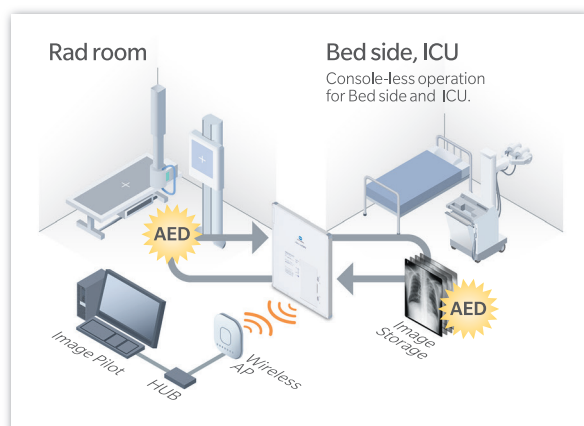 Rad room
Bed side, ICU
Console-less operation
for Bed side and ICU.
AED
AED
Image
Storage
Image Pilot
HUB
Wireless
AP